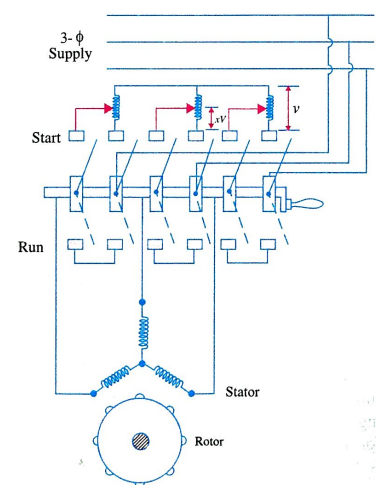 3-ϕ
Supply
V
xV
Start
Run
Stator
Rotor